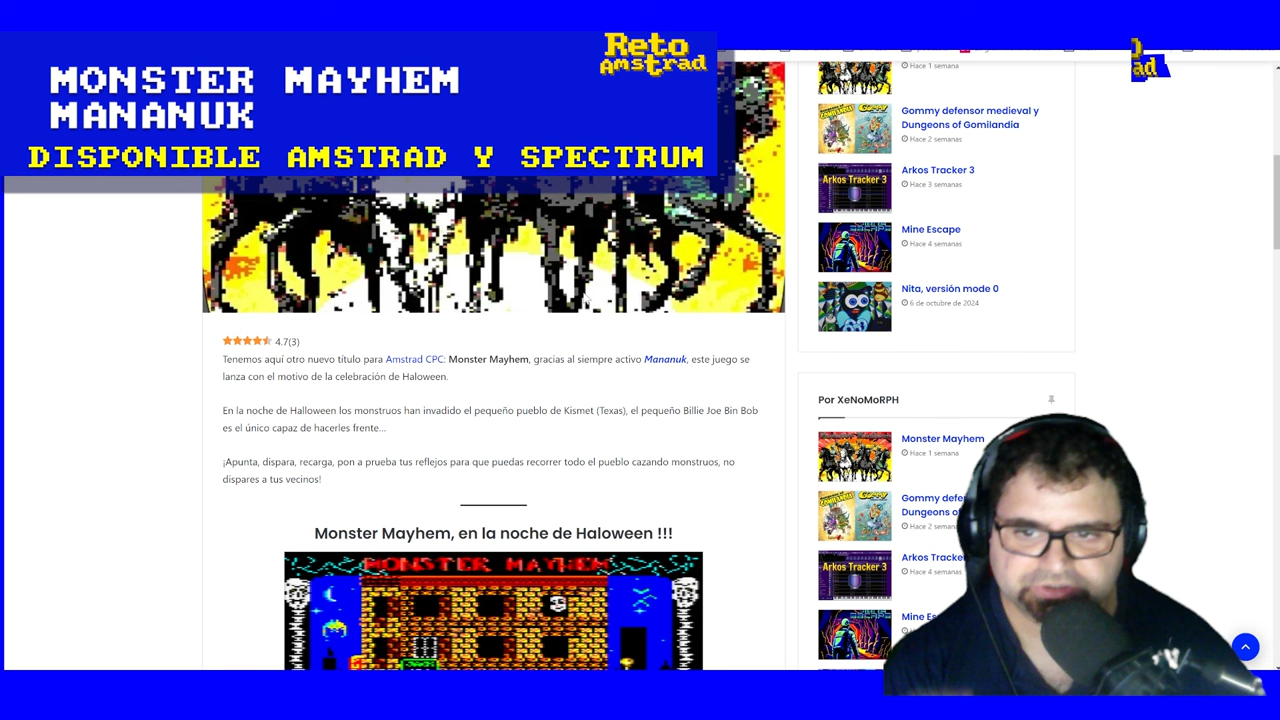 MONSTER MAYHEM
MANANUK
DISPONIBLE AMSTRAD Y SPECTRUM
Reto
Amstrad
ad
4.7(3)
Tenemos aquí otro nuevo título para Amstrad CPC: Monster Mayhem, gracias al siempre activo Mananuk, este juego se
lanza con el motivo de la celebración de Haloween.
En la noche de Halloween los monstruos han invadido el pequeño pueblo de Kismet (Texas), el pequeño Billie Joe Bin Bob
es el único capaz de hacerles frente...
¡Apunta, dispara, recarga, pon a prueba tus reflejos para que puedas recorrer todo el pueblo cazando monstruos, no
dispares a tus vecinos!
Monster Mayhem, en la noche de Haloween !!!
MONSTER MAYHEM
Hace 1 semana
Gommy defensor medieval y
Dungeons of Gomilandia
Hace 2 semanas
Arkos Tracker 3
Arkos Tracker 3
Hace 3 semanas
Mine Escape
Hace 4 semanas
Nita, versión mode 0
6 de octubre de 2024
Por XeNoMoRPH
Monster Mayhem
Hace 1 semana
Gommy defe
Dungeons of
Hace 2 sema
Arkos Tracker 3
Arkos Tracke
Hace 4 seman
Mine Es